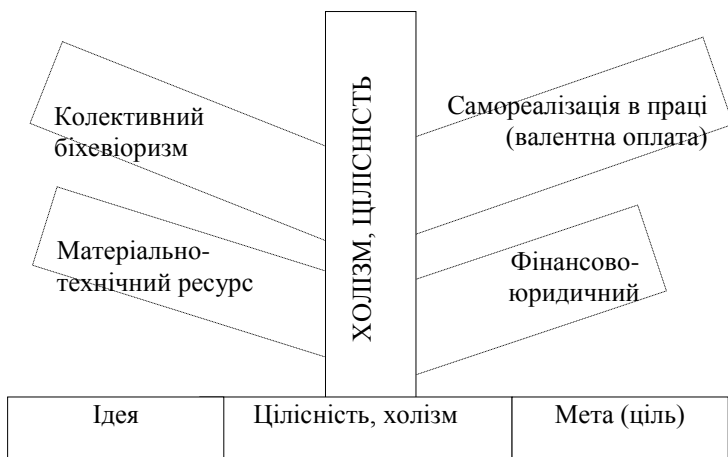 Колективний
біхевіоризм
Самореалізація в праці
(валентна оплата)
ХОЛІЗМ, ЦІЛІСНІСТЬ
Матеріально-
технічний ресурс
Фінансово-
юридичний
Ідея
Цілісність, холізм
Мета (ціль)